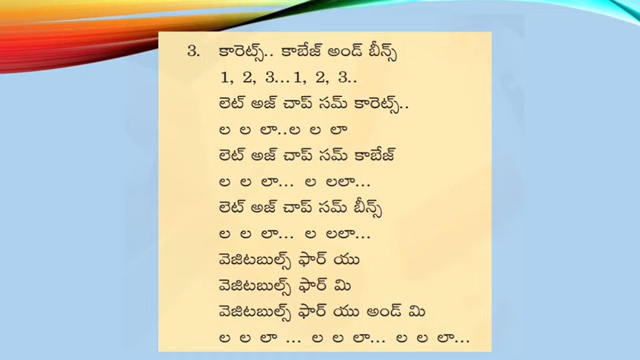 3. కారెట్స్.. కాబేజ్ అండ్ బీన్స్
1, 2, 3...1, 2, 3..
లెట్ అజ్ చాప్ సమ్ కారెట్స్..
ల ల లా..ల ల లా
లెట్ అజ్ చాప్ సమ్ కాబేజ్
ల ల లా... ల లలా...
లెట్ అజ్ చాప్ సమ్ బీన్స్
ల ల లా... ల లలా...
వెజిటబుల్స్ ఫార్ యు
వెజిటబుల్స్ ఫార్ మి
వెజిటబుల్స్ ఫార్ యు అండ్ మి
ల ల లా ... ల ల లా... ల ల లా...